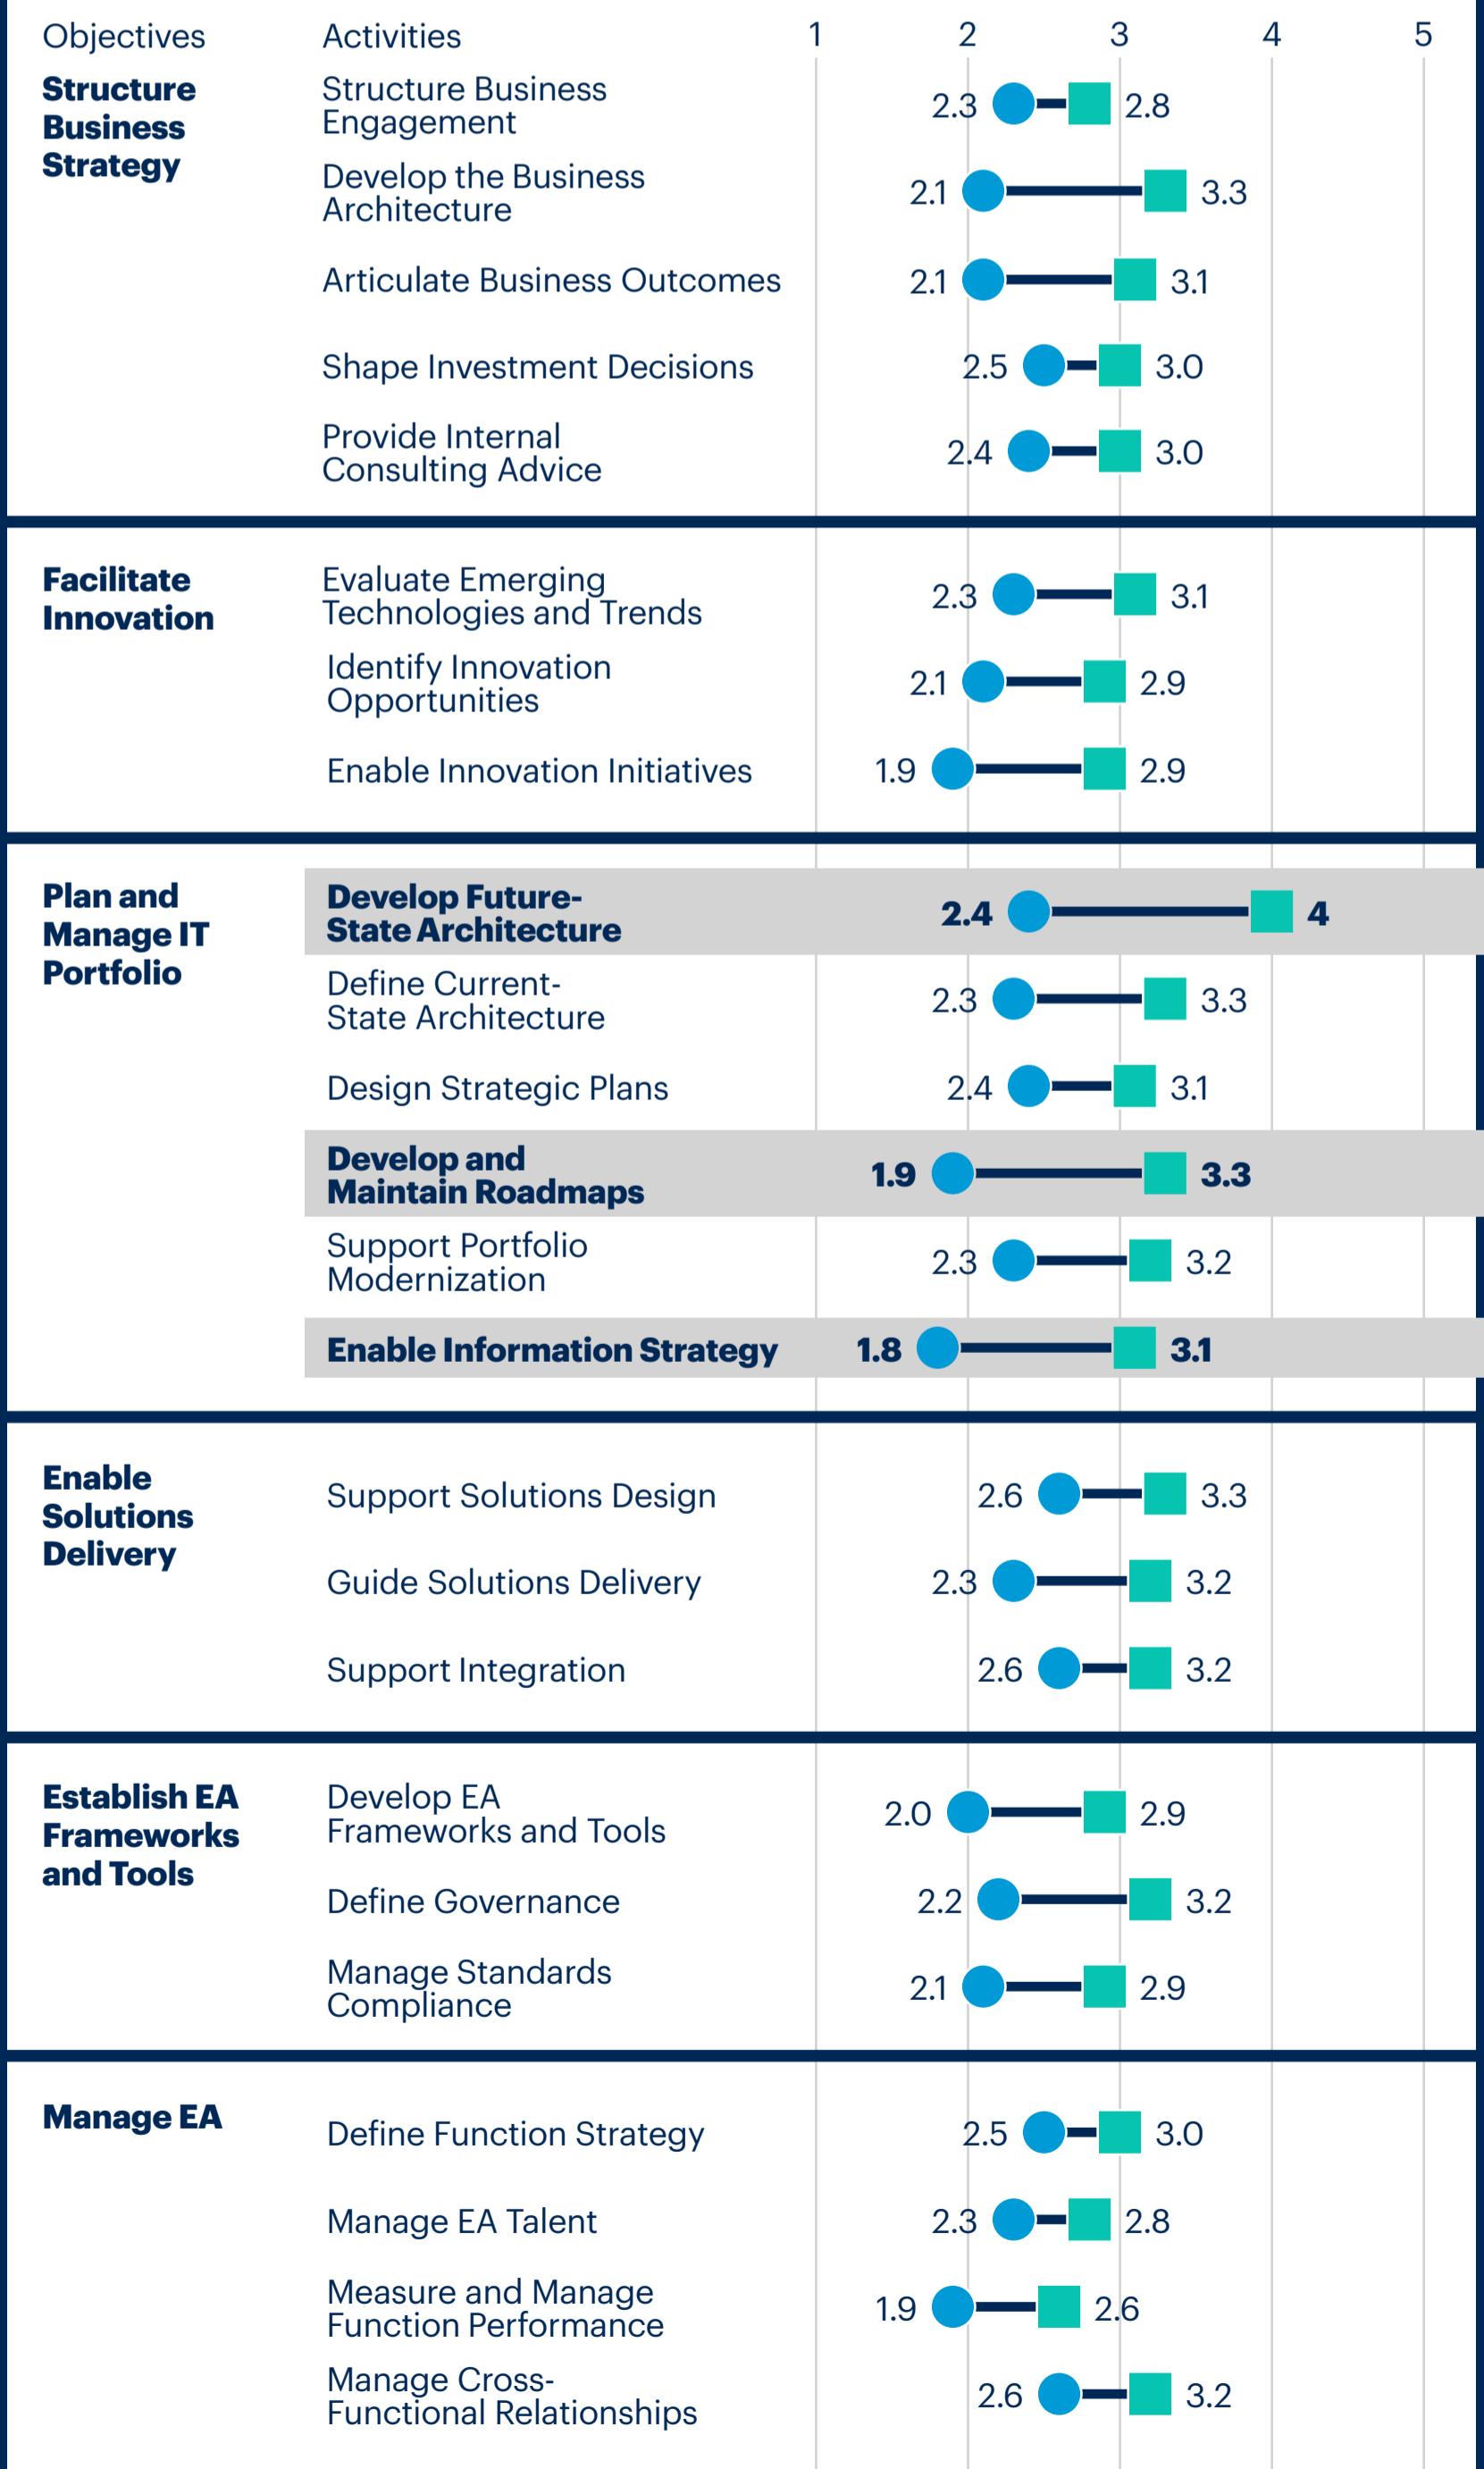 Objectives Activities 1 2 3 4 5
Structure
Business
Strategy
Structure Business
Engagement
2.3 2.8
Develop the Business
Architecture
2.1 3.3
Articulate Business Outcomes 2.1 3.1
Shape Investment Decisions 2.5 3.0
Provide Internal
Consulting Advice
2.4 3.0
Facilitate
Innovation
Evaluate Emerging
Technologies and Trends
2.3 3.1
Identify Innovation
Opportunities
2.1 2.9
Enable Innovation Initiatives 1.9 2.9
Plan and
Manage IT
Portfolio
Develop Future-
State Architecture
2.4 4
Define Current-
State Architecture
2.3 3.3
Design Strategic Plans 2.4 3.1
Develop and
Maintain Roadmaps
1.9 3.3
Support Portfolio
Modernization
2.3 3.2
Enable Information Strategy 1.8 3.1
Enable
Solutions
Delivery
Support Solutions Design 2.6 3.3
Guide Solutions Delivery 2.3 3.2
Support Integration 2.6 3.2
Establish EA
Frameworks
and Tools
Develop EA
Frameworks and Tools
2.0 2.9
Define Governance 2.2 3.2
Manage Standards
Compliance
2.1 2.9
Manage EA
Define Function Strategy 2.5 3.0
Manage EA Talent 2.3 2.8
Measure and Manage
Function Performance
1.9 2.6
Manage Cross-
Functional Relationships
2.6 3.2